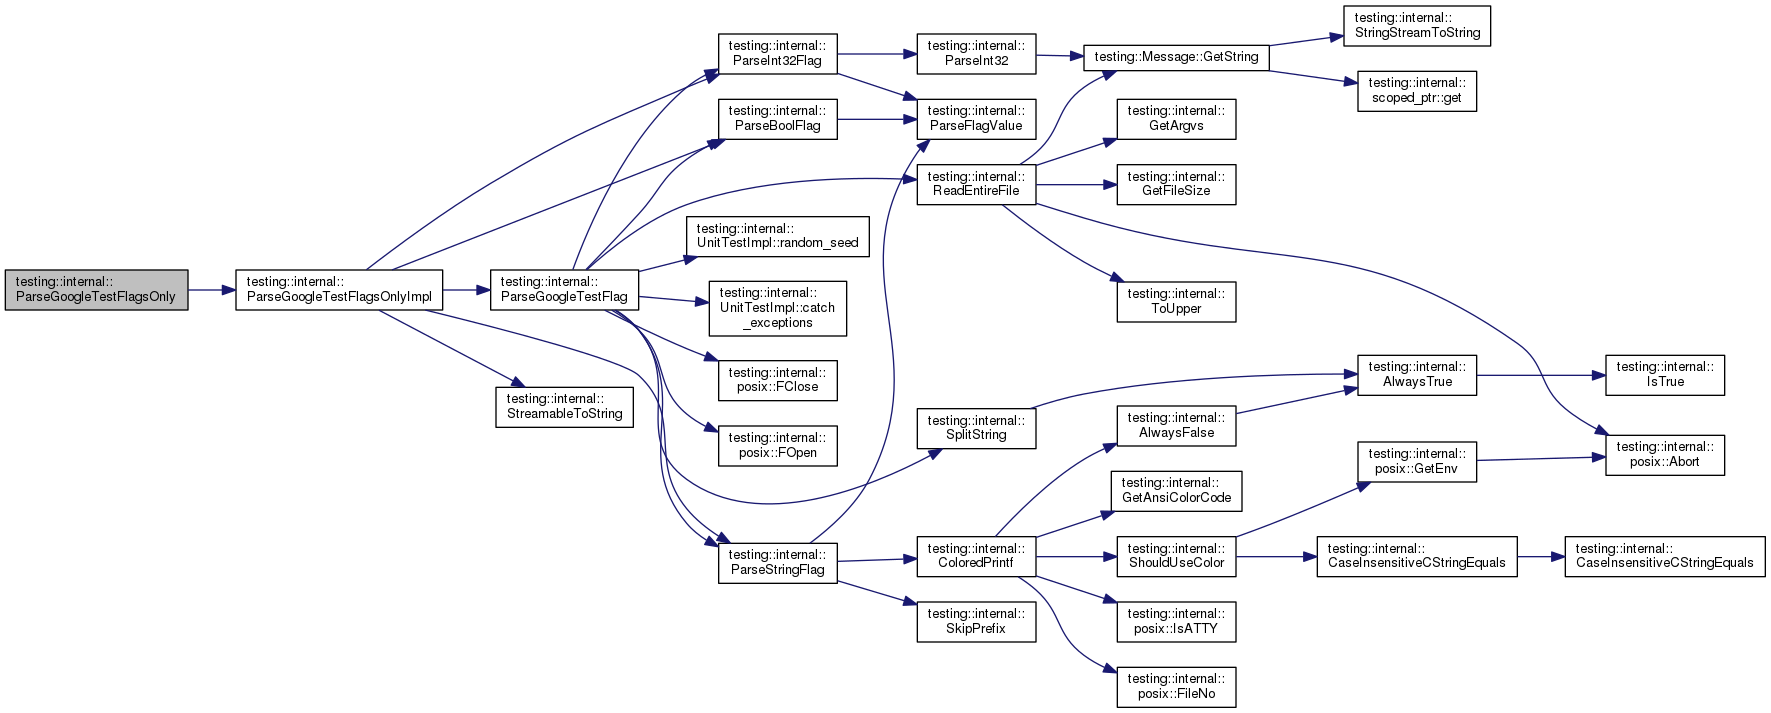 testing::internal::
ParseGoogleTestFlagsOnly
testing::internal::
ParseGoogleTestFlagsOnlyImpl
testing::internal::
ParseGoogleTestFlag
testing::internal::
StreamableToString
testing::internal::
ParseInt32Flag
testing::internal::
ParseBoolFlag
testing::internal::
UnitTestImpl::random_seed
testing::internal::
UnitTestImpl::catch
_exceptions
testing::internal::
posix::FClose
testing::internal::
posix::FOpen
testing::internal::
ParseStringFlag
testing::internal::
ParseInt32
testing::internal::
ParseFlagValue
testing::internal::
ReadEntireFile
testing::internal::
SplitString
testing::internal::
ColoredPrintf
testing::internal::
SkipPrefix
testing::Message::GetString
testing::internal::
GetArgvs
testing::internal::
GetFileSize
testing::internal::
ToUpper
testing::internal::
AlwaysFalse
testing::internal::
GetAnsiColorCode
testing::internal::
ShouldUseColor
testing::internal::
posix::IsATTY
testing::internal::
posix::FileNo
testing::internal::
StringStreamToString
testing::internal::
scoped_ptr::get
testing::internal::
AlwaysTrue
testing::internal::
posix::GetEnv
testing::internal::
CaseInsensitiveCStringEquals
testing::internal::
IsTrue
testing::internal::
posix::Abort
testing::internal::
CaseInsensitiveCStringEquals